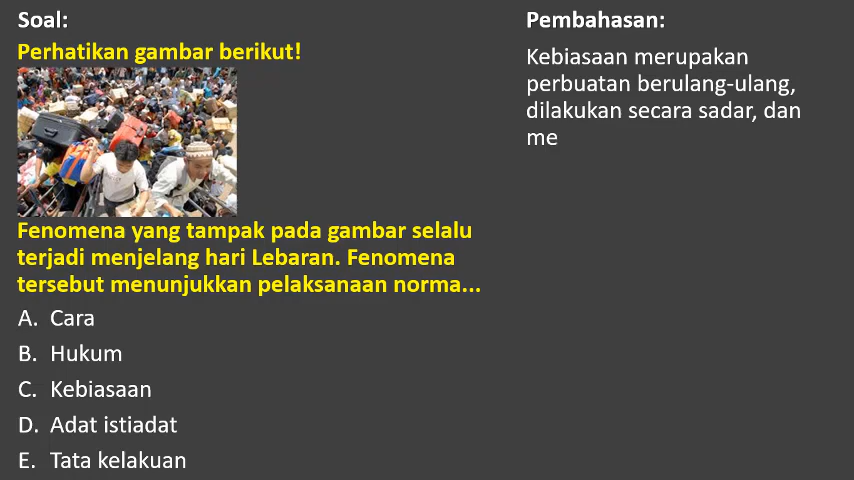 Soal:
Perhatikan gambar berikut!
Fenomena yang tampak pada gambar selalu
terjadi menjelang hari Lebaran. Fenomena
tersebut menunjukkan pelaksanaan norma...
A. Cara
B. Hukum
C. Kebiasaan
D. Adat istiadat
E. Tata kelakuan
Pembahasan:
Kebiasaan merupakan
perbuatan berulang-ulang,
dilakukan secara sadar, dan
me